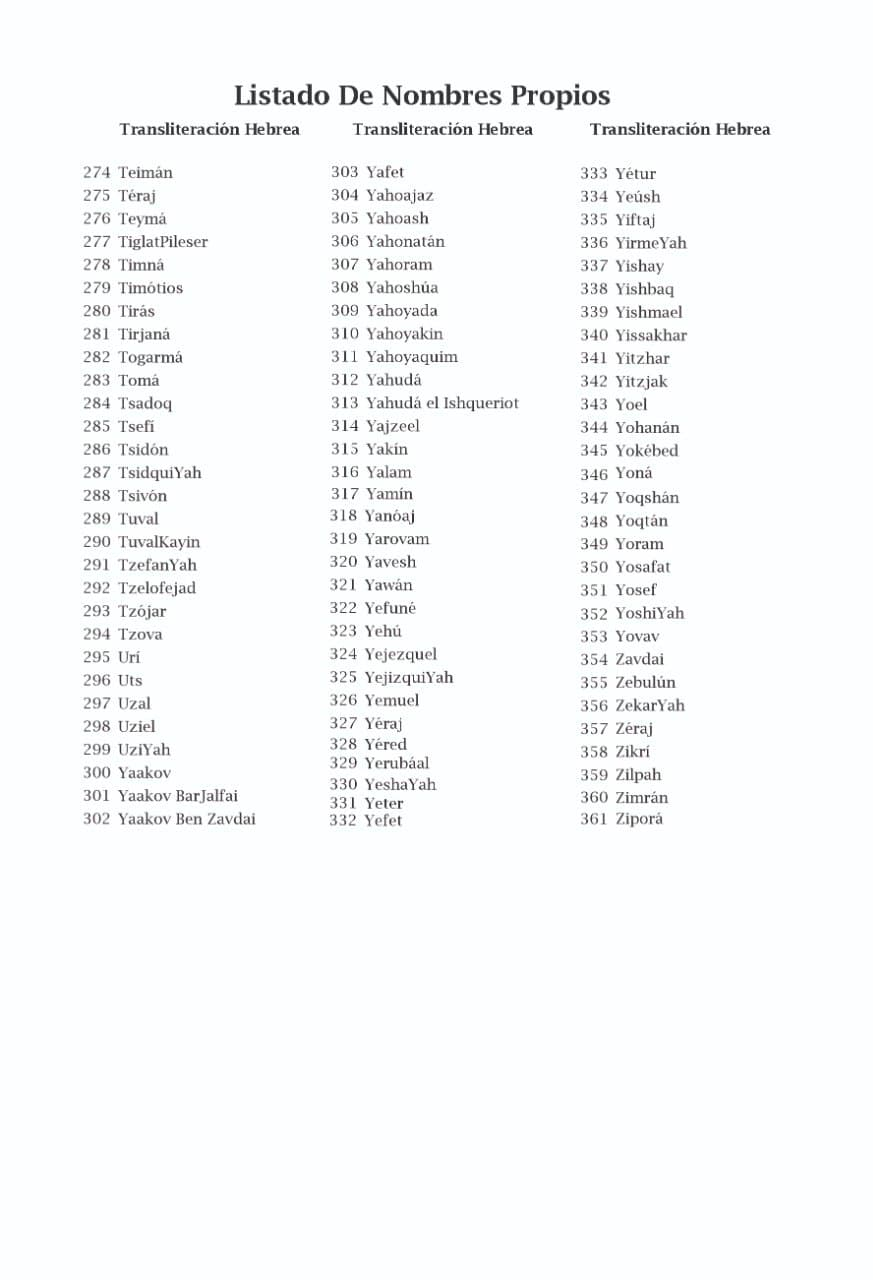 Listado De Nombres Propios
Transliteración Hebrea
274 Teimán
275 Téraj
276 Teymá
277 TiglatPileser
278 Timná
279 Timótios
280 Tirás
281 Tirjaná
282 Togarmá
283 Tomá
284 Tsadoq
285 Tsefí
286 Tsidón
287 TsidquiYah
288 Tsivón
289 Tuval
290 TuvalKayin
291 TzefanYah
292 Tzelofejad
293 Tzójar
294 Tzova
295 Urí
296 Uts
297 Uzal
298 Uziel
299 UziYah
300 Yaakov
301 Yaakov BarJalfai
302 Yaakov Ben Zavdai
Transliteración Hebrea
303 Yafet
304 Yahoajaz
305 Yahoash
306 Yahonatán
307 Yahoram
308 Yahoshúa
309 Yahoyada
310 Yahoyakin
311 Yahoyaquim
312 Yahudá
313 Yahudá el Ishqueriot
314 Yajzeel
315 Yakín
316 Yalam
317 Yamín
318 Yanóaj
319 Yarovam
320 Yavesh
321 Yawán
322 Yefuné
323 Yehú
324 Yejezquel
325 YejizquiYah
326 Yemuel
327 Yéraj
328 Yéred
329 Yerubáal
330 YeshaYah
331 Yeter
332 Yefet
Transliteración Hebrea
333 Yétur
334 Yeúsh
335 Yiftaj
336 YirmeYah
337 Yishay
338 Yishbaq
339 Yishmael
340 Yissakhar
341 Yitzhar
342 Yitzjak
343 Yoel
344 Yohanán
345 Yokébed
346 Yoná
347 Yoqshán
348 Yoqtán
349 Yoram
350 Yosafat
351 Yosef
352 YoshiYah
353 Yovav
354 Zavdai
355 Zebulún
356 ZekarYah
357 Zéraj
358 Zikrí
359 Zilpah
360 Zimrán
361 Ziporá